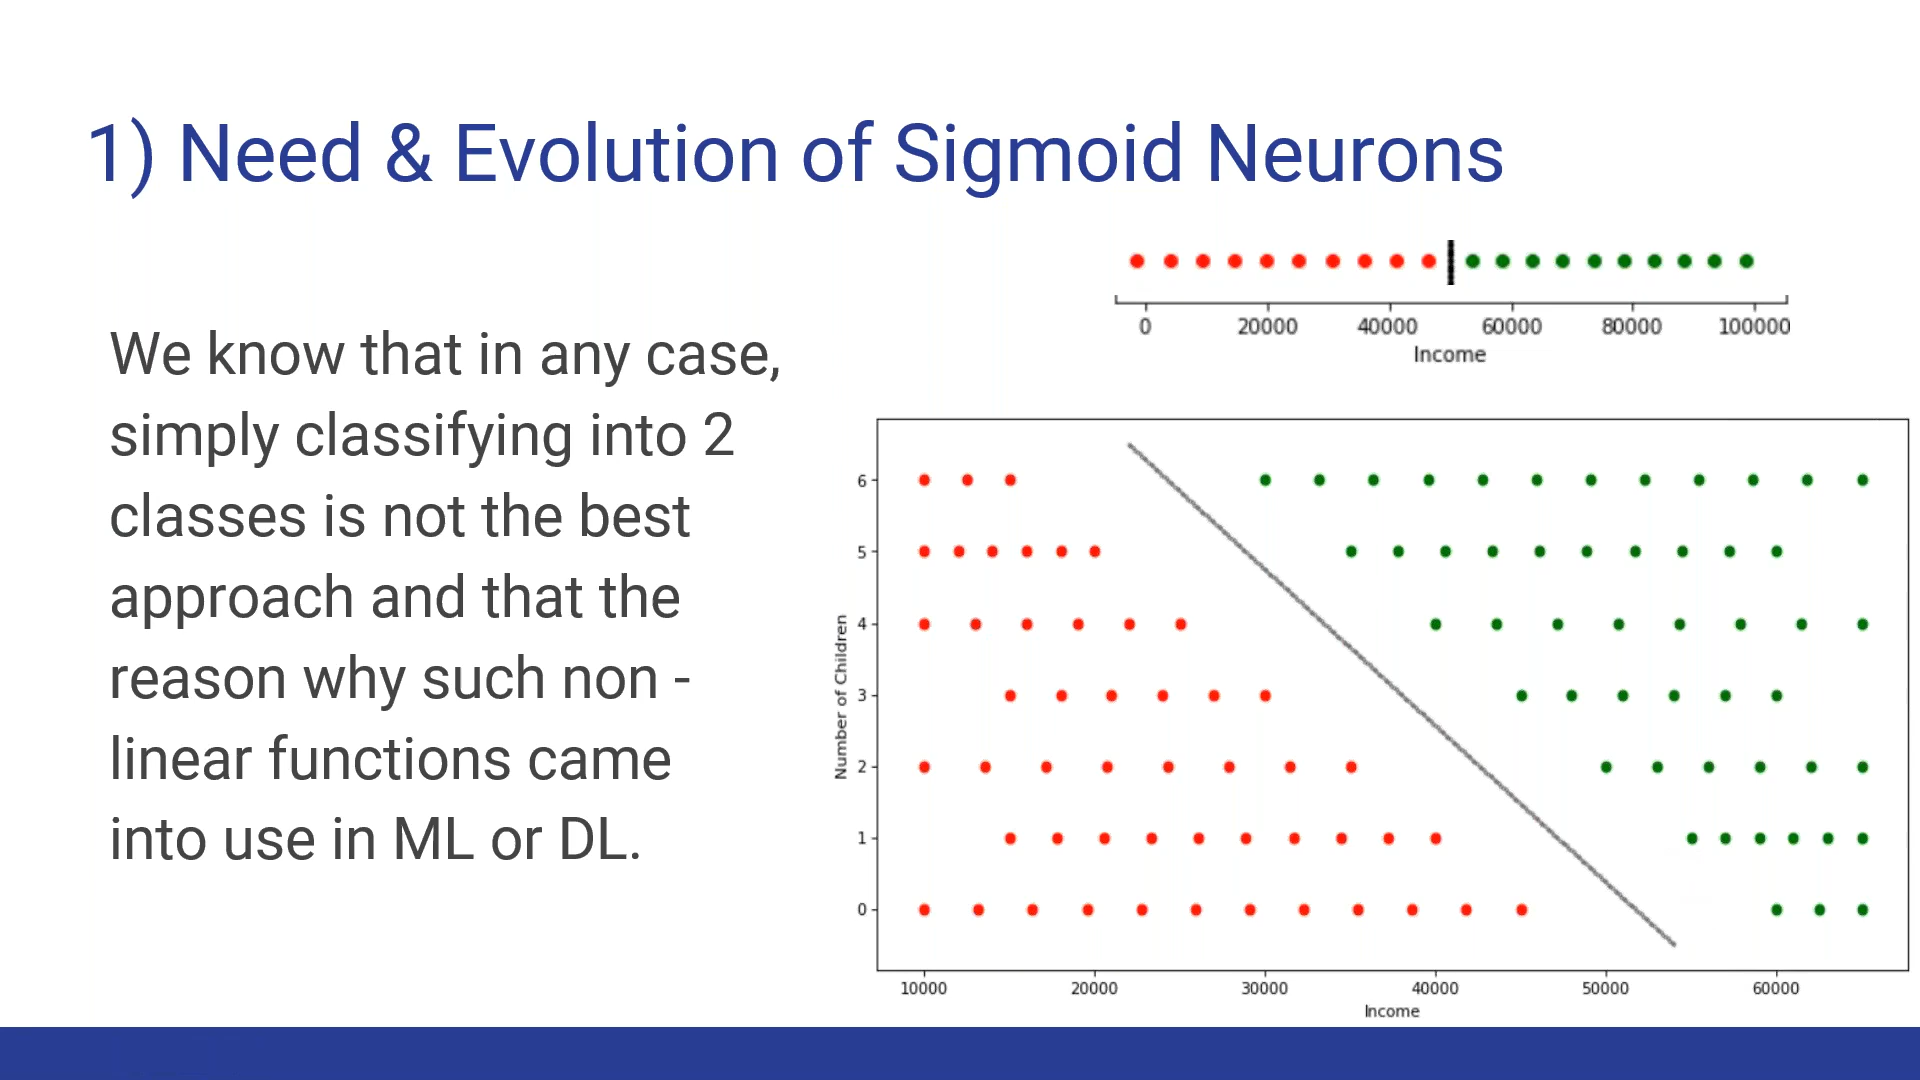 1) Need & Evolution of Sigmoid Neurons
We know that in any case,
simply classifying into 2
classes is not the best
approach and that the
reason why such non -
linear functions came
into use in ML or DL.
0 20000 40000 60000 80000 100000
Income
Number of Children
6
5
4
3
2
1
0
10000 20000 30000 40000 50000 60000
Income